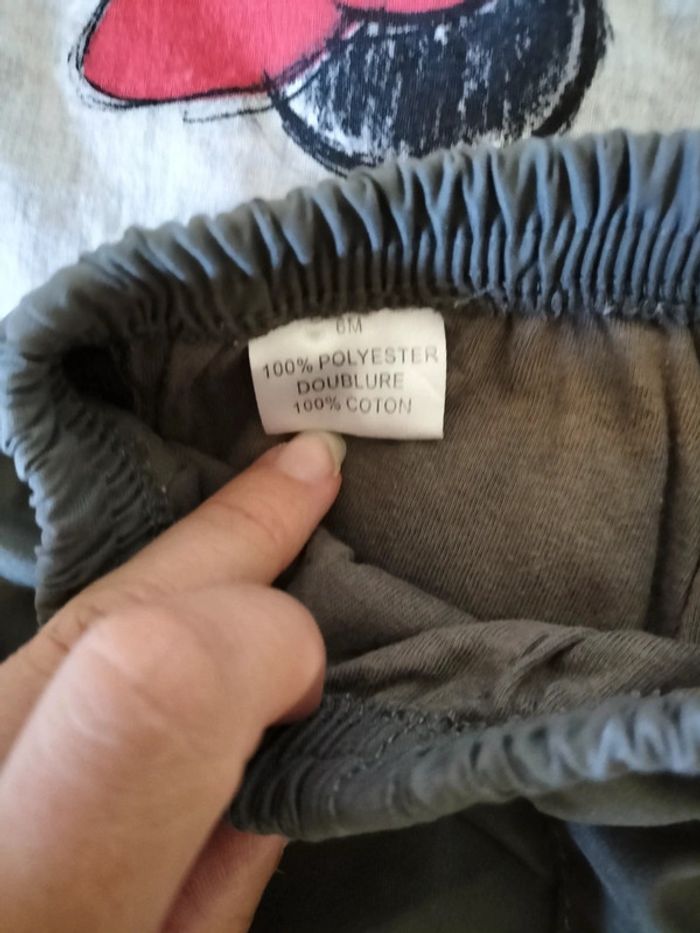 6M
100% POLYESTER
DOUBLURE
100% COTON